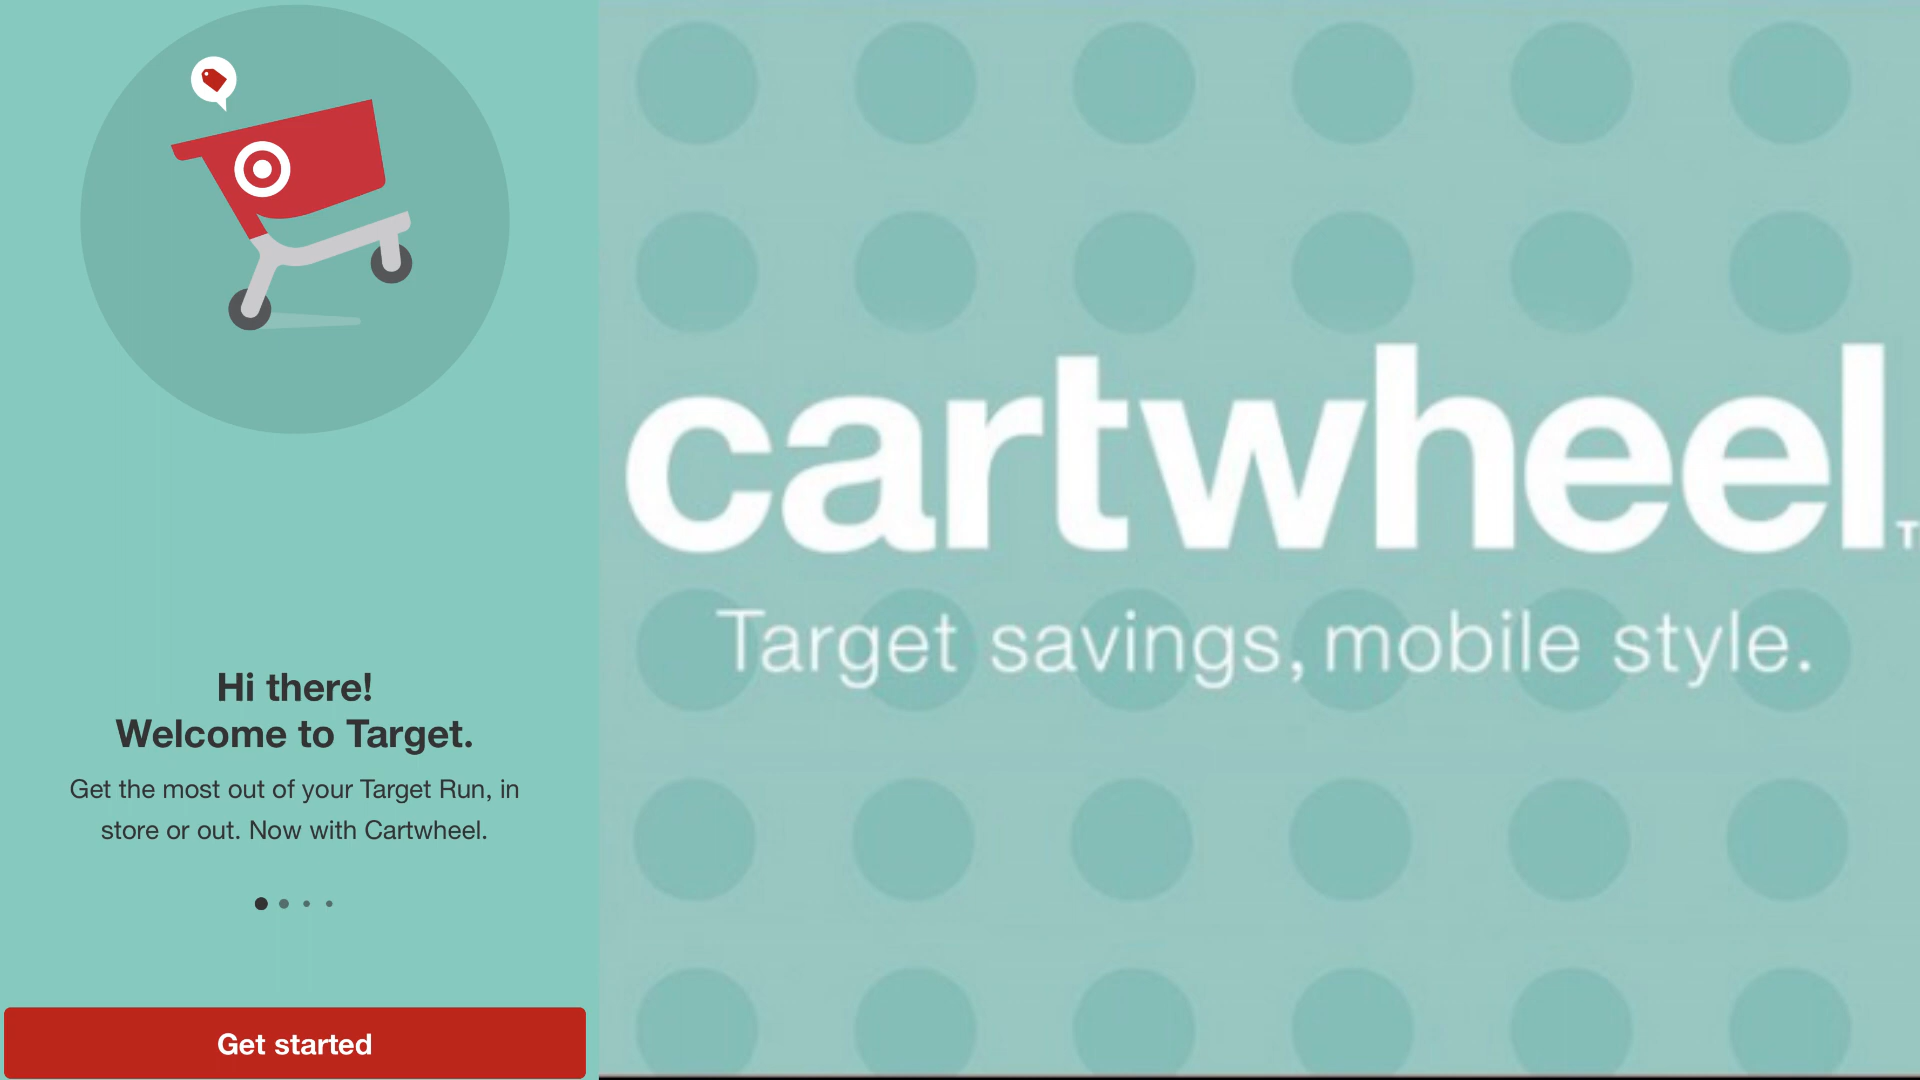 Hi there!
Welcome to Target.
Get the most out of your Target Run, in
store or out. Now with Cartwheel.
Get started
cartwheel
Target savings, mobile style.